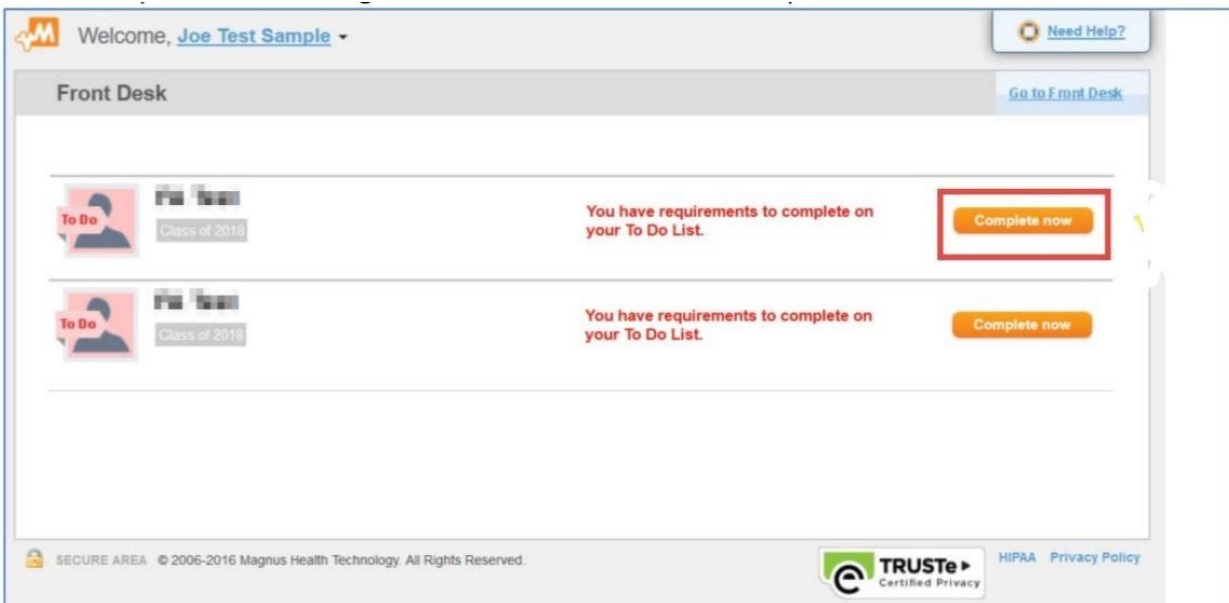 Welcome, Joe Test Sample
Need Help?
Front Desk
Go to Front Desk
To Do
Class of 2018
You have requirements to complete on
your To Do List.
Complete now
To Do
Class of 2018
You have requirements to complete on
your To Do List.
Complete now
SECURE AREA © 2006-2016 Magnus Health Technology. All Rights Reserved.
TRUSTe
Certified Privacy
HIPAA Privacy Policy